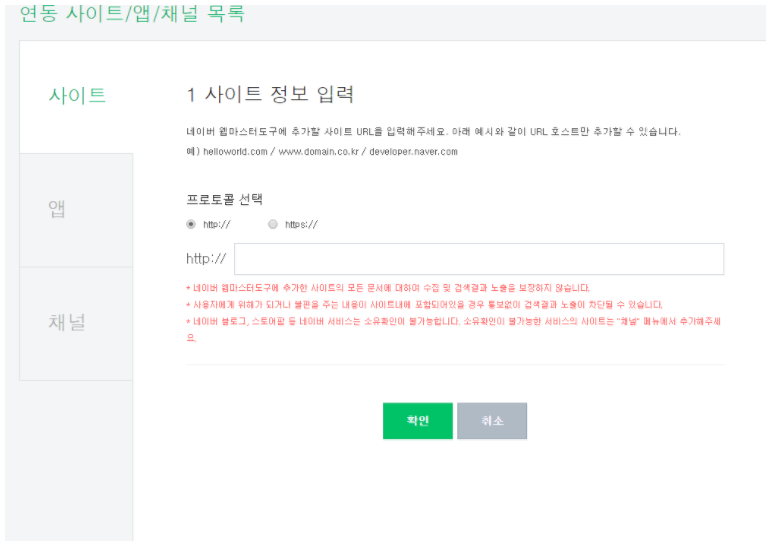 연동 사이트/앱/채널 목록
사이트
1 사이트 정보 입력
네이버 웹마스터도구에 추가할 사이트 URL을 입력해주세요. 아래 예시와 같이 URL 호스트만 추가할 수 있습니다.
예) helloworld.com / www.domain.co.kr / developer.naver.com
앱
프로토콜 선택
http://
https://
http://
* 네이버 웹마스터도구에 추가한 사이트의 모든 문서에 대하여 수집 및 검색결과 노출을 보장하지 않습니다.
* 사용자에게 위해가 되거나 불편을 주는 내용이 사이트내에 포함되어있을 경우 통보없이 검색결과 노출이 차단될 수 있습니다.
* 네이버 블로그, 스토어팜 등 네이버 서비스는 소유확인이 불가능합니다. 소유확인이 불가능한 서비스의 사이트는 "채널" 메뉴에서 추가해주세
요.
채널
확인
취소